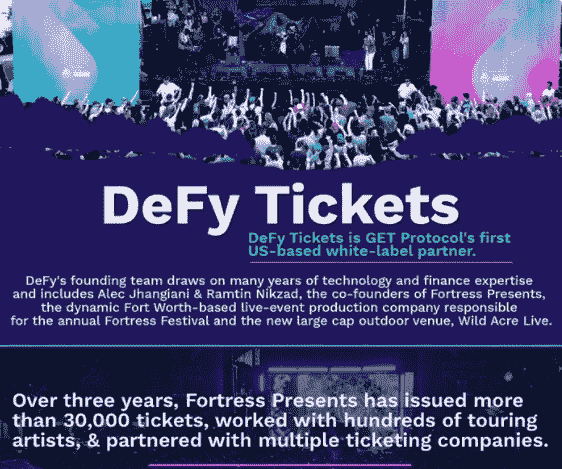 DeFy Tickets
DeFy Tickets is GET Protocol's first
US-based white-label partner.
DeFy's founding team draws on many years of technology and finance expertise
and includes Alec Jhangiani & Ramtin Nikzad, the co-founders of Fortress Presents,
the dynamic Fort Worth-based live-event production company responsible
for the annual Fortress Festival and the new large cap outdoor venue, Wild Acre Live.
Over three years, Fortress Presents has issued more
than 30,000 tickets, worked with hundreds of touring
artists, & partnered with multiple ticketing companies.